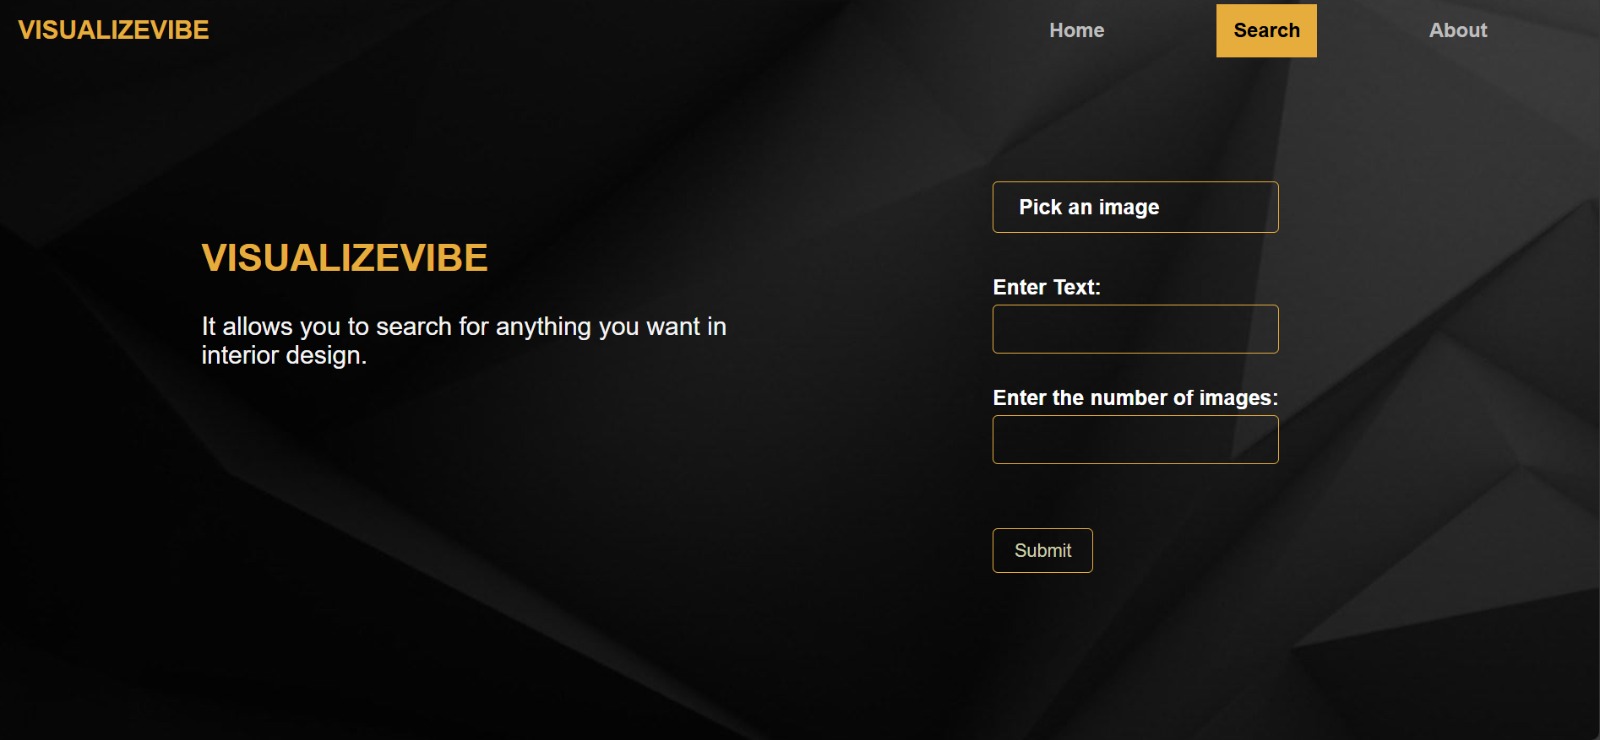 VISUALIZEVIBE
Home
Search
About
VISUALIZEVIBE
It allows you to search for anything you want in
interior design.
Pick an image
Enter Text:
Enter the number of images:
Submit